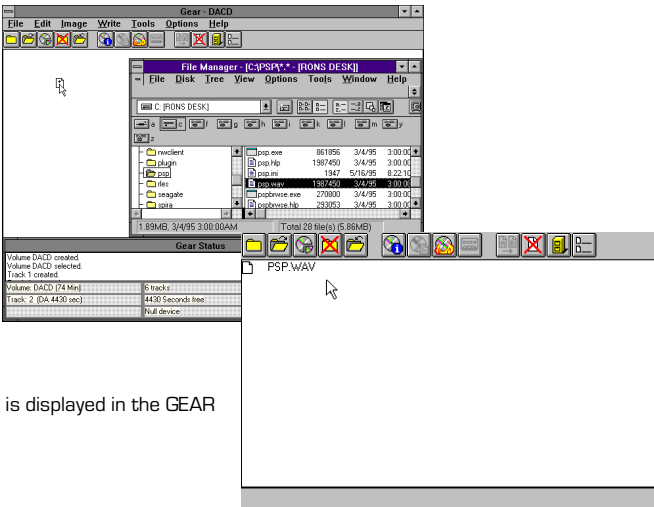 Gear - DACD
File Edit Image Write Tools Options Help
File Manager - [C:\PSP\*.* - [RONS DESK]]
File Disk Tree View Options Tools Window Help
C: [RONS DESK]
a c f g h i k l m y
z
nwclient
plugin
psp
rles
seagate
spira
psp.exe 861856 3/4/95 3:00:00
psp.hlp 1987450 3/4/95 3:00:00
psp.ini 1947 5/16/95 8:22:10
psp.wav 1987450 3/4/95 3:00:00
pspbrwse.exe 270800 3/4/95 3:00:00
pspbrwse.hlp 293053 3/4/95 3:00:00
1.89MB, 3/4/95 3:00:00AM Total 28 file(s) (5.86MB)
Gear Status
Volume DACD created.
Volume DACD selected.
Track 1 created.
Volume: DACD (74 Min) 6 tracks
Track: 2 (DA 4430 sec) 4430 Seconds free
Null device
PSP.WAV
is displayed in the GEAR